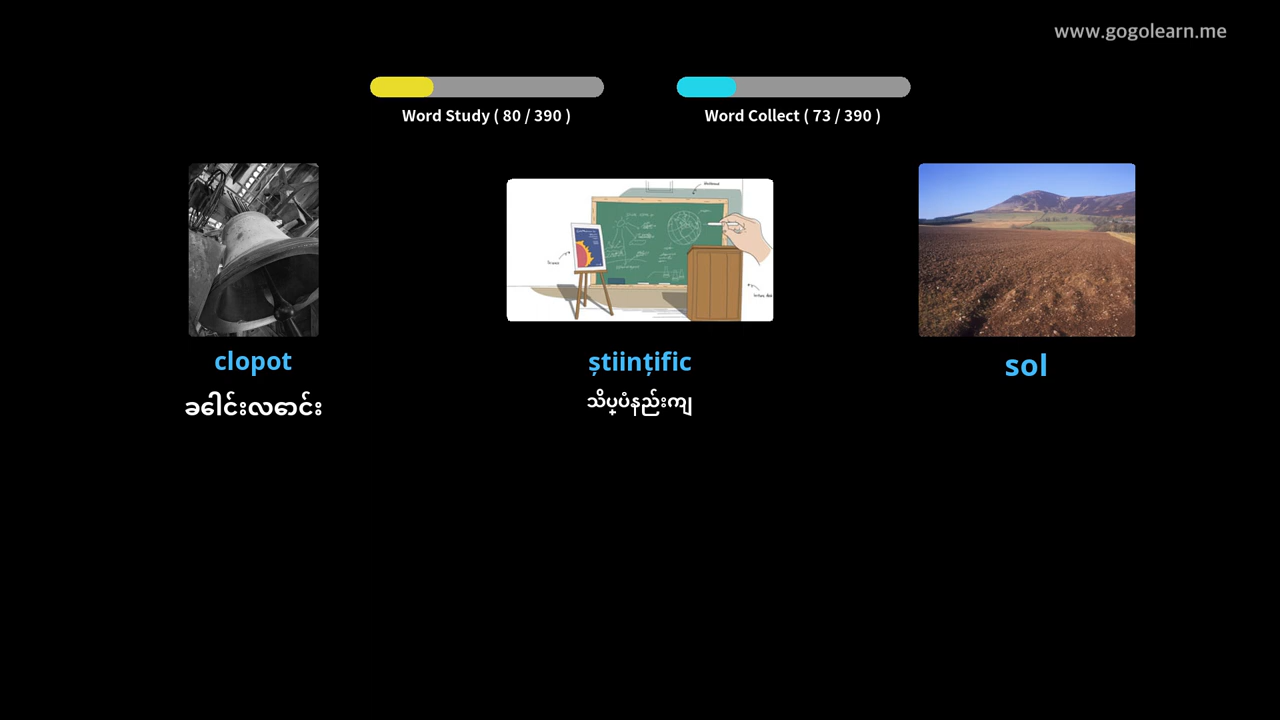 www.gogolearn.me
Word Study ( 80 / 390 )
Word Collect ( 73 / 390 )
clopot
științific
sol
ခေါင်းလောင်း
သိပ္ပံနည်းကျ